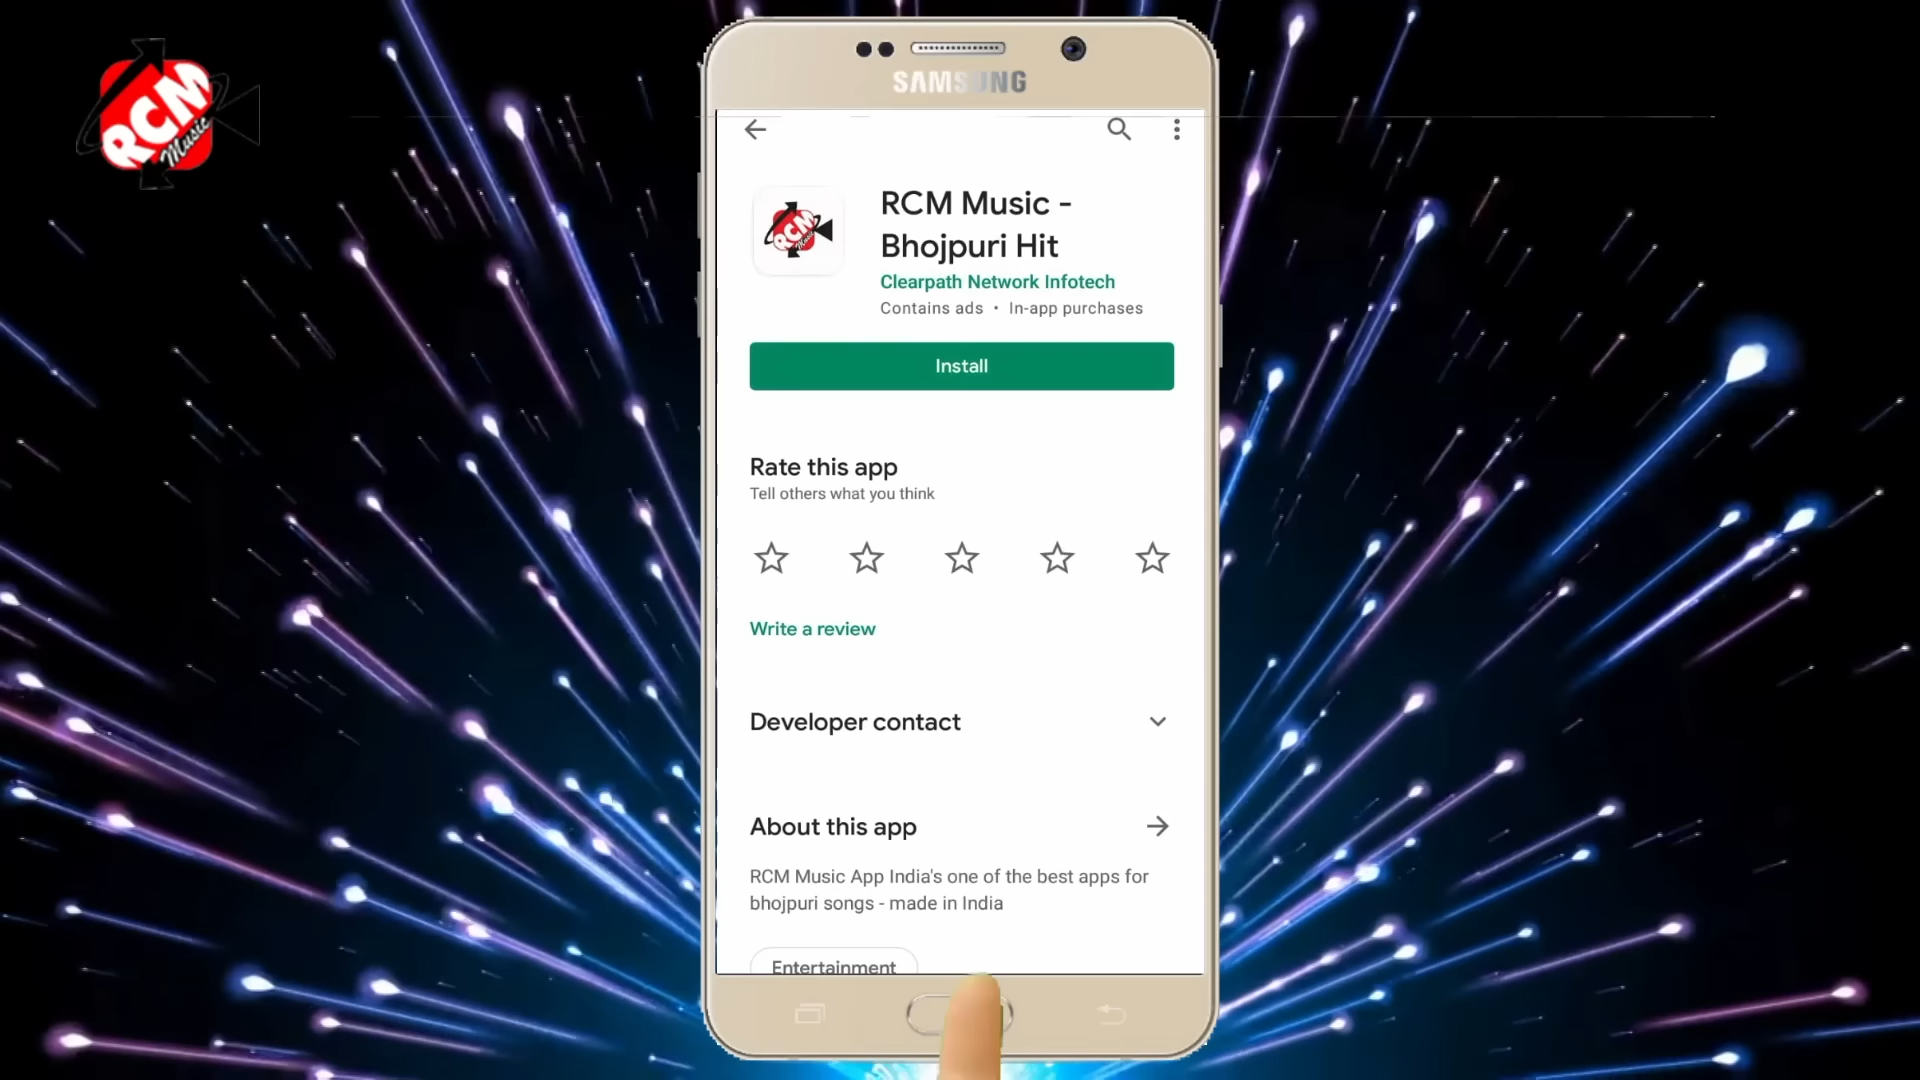 RCM
Music
SAMSUNG
RCM
Music
RCM Music -
Bhojpuri Hit
Clearpath Network Infotech
Contains ads • In-app purchases
Install
Rate this app
Tell others what you think
Write a review
Developer contact
About this app
RCM Music App India's one of the best apps for
bhojpuri songs - made in India
Entertainment